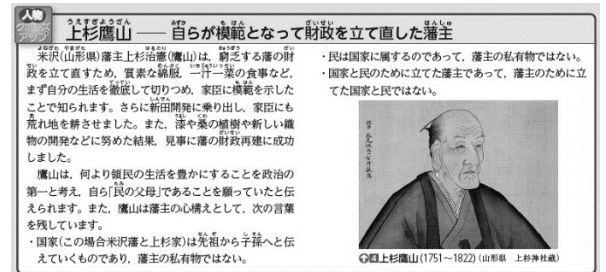 人物
クローズ
アップ
上杉鷹山 ── 自らが模範となって財政を立て直した藩主
米沢(山形県)藩主上杉治憲(鷹山)は，窮乏する藩の財
政を立て直すため，質素な綿服，一汁一菜の食事など，
まず自分の生活を徹底して切りつめ，家臣に模範を示した
ことで知られます。さらに新田開発に乗り出し，家臣にも
荒れ地を耕させました。また，漆や桑の植樹や新しい織
物の開発などに努めた結果，見事に藩の財政再建に成功
しました。
鷹山は，何より領民の生活を豊かにすることを政治の
第一と考え，自ら「民の父母」であることを願っていたと伝
えられます。また，鷹山は藩主の心構えとして，次の言葉
を残しています。
・国家(この場合米沢藩と上杉家)は先祖から子孫へと伝
えていくものであり，藩主の私有物ではない。
・民は国家に属するのであって，藩主の私有物ではない。
・国家と民のために立てた藩主であって，藩主のために立
てた国家と民ではない。
4上杉鷹山(1751〜1822)(山形県 上杉神社蔵)